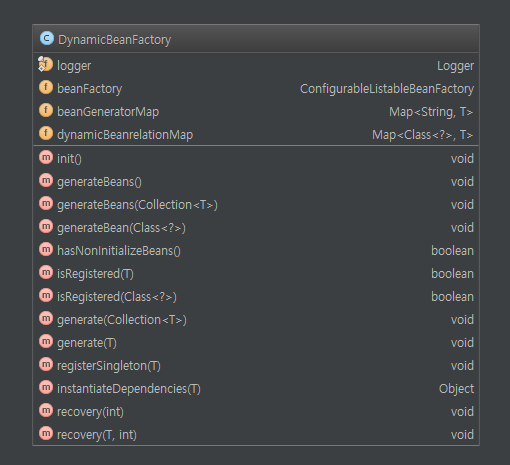 C DynamicBeanFactory
f logger Logger
f beanFactory ConfigurableListableBeanFactory
f beanGeneratorMap Map<String, T>
f dynamicBeanrelationMap Map<Class<?>, T>
m init() void
m generateBeans() void
m generateBeans(Collection<T>) void
m generateBean(Class<?>) void
m hasNonInitializeBeans() boolean
m isRegistered(T) boolean
m isRegistered(Class<?>) boolean
m generate(Collection<T>) void
m generate(T) void
m registerSingleton(T) void
m instantiateDependencies(T) Object
m recovery(int) void
m recovery(T, int) void